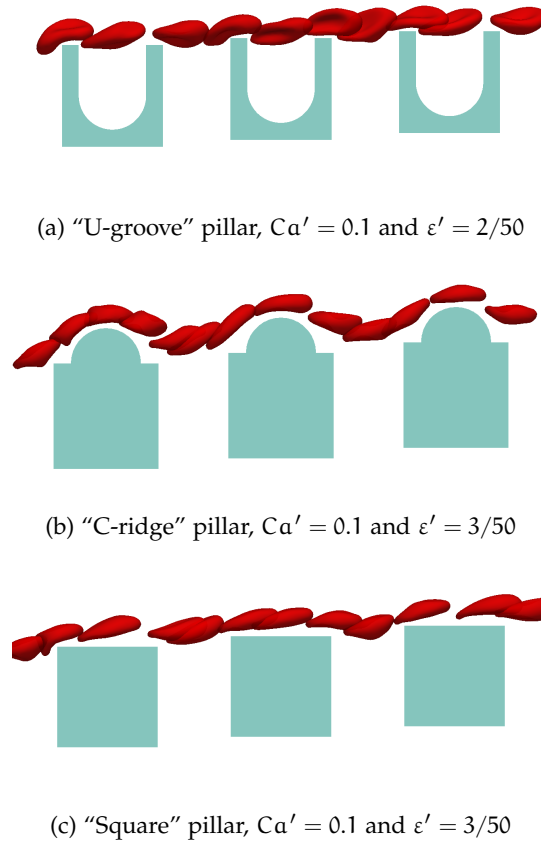 (a) “U-groove” pillar, Ca′ = 0.1 and ε′ = 2/50
(b) “C-ridge” pillar, Ca′ = 0.1 and ε′ = 3/50
(c) “Square” pillar, Ca′ = 0.1 and ε′ = 3/50